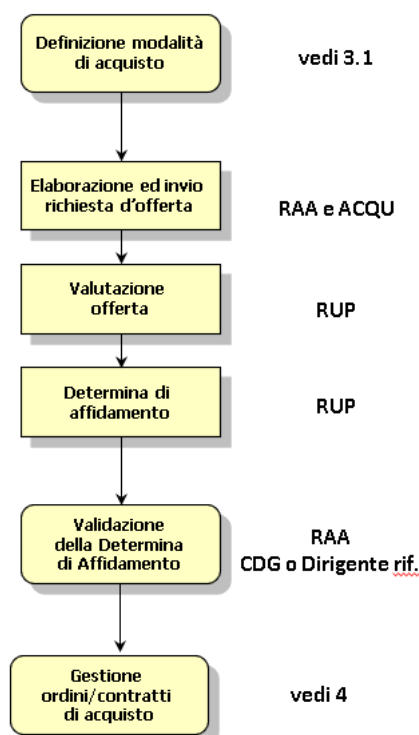 Definizione modalità
di acquisto
vedi 3.1
Elaborazione ed invio
richiesta d'offerta
RAA e ACQU
Valutazione
offerta
RUP
Determina di
affidamento
RUP
Validazione
della Determina
di Affidamento
RAA
CDG o Dirigente rif.
Gestione
ordini/contratti
di acquisto
vedi 4